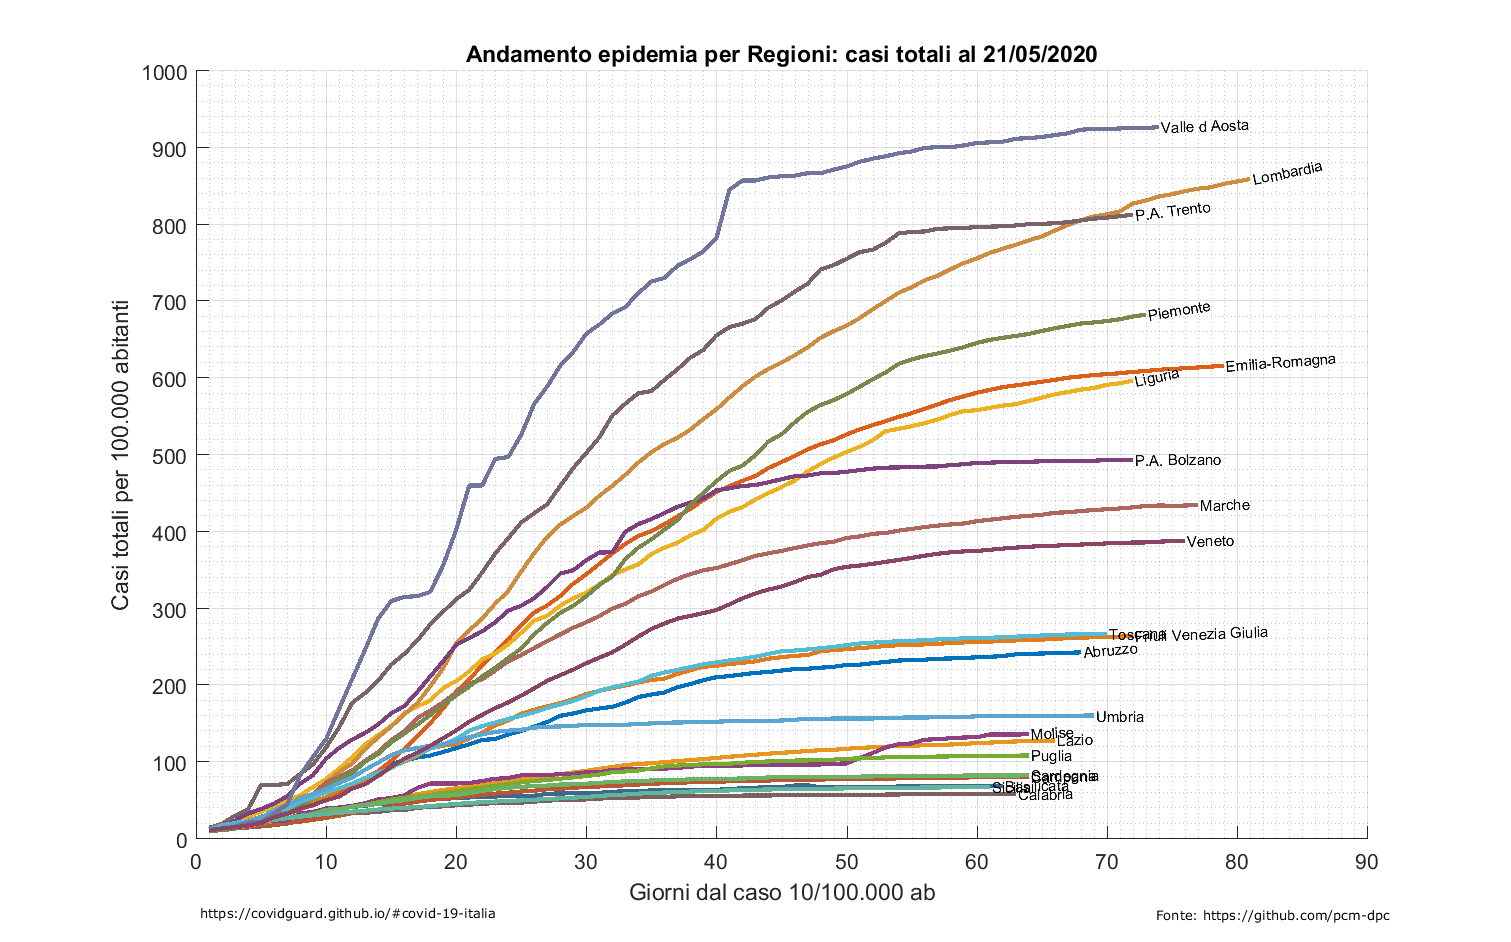 Andamento epidemia per Regioni: casi totali al 21/05/2020
1000
900
800
700
600
500
400
300
200
100
0
Casi totali per 100.000 abitanti
Valle d Aosta
Lombardia
P.A. Trento
Piemonte
Emilia-Romagna
Liguria
P.A. Bolzano
Marche
Veneto
Toscana
Friuli Venezia Giulia
Abruzzo
Umbria
Molise
Lazio
Puglia
Sardegna
Basilicata
Calabria
0 10 20 30 40 50 60 70 80 90
Giorni dal caso 10/100.000 ab
https://covidguard.github.io/#covid-19-italia
Fonte: https://github.com/pcm-dpc